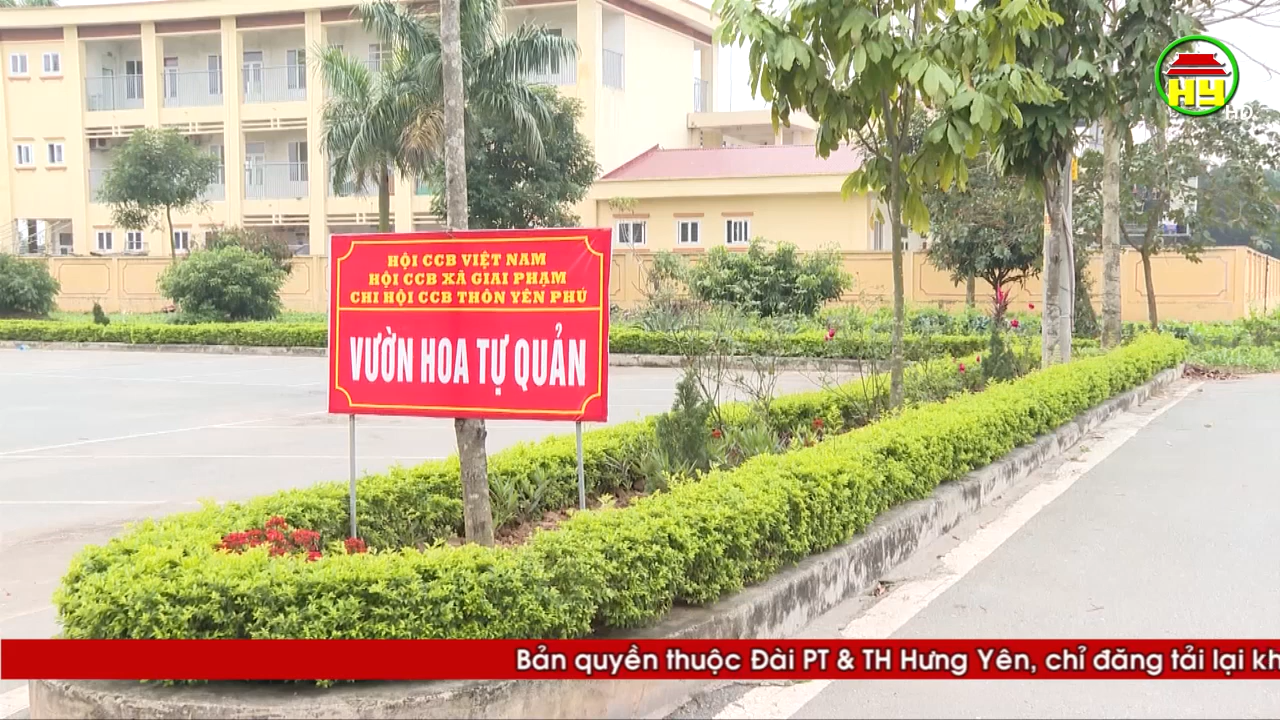 HY
HD
HỘI CCB VIỆT NAM
HỘI CCB XÃ GIAI PHẠM
CHI HỘI CCB THÔN YÊN PHÚ
VƯỜN HOA TỰ QUẢN
Bản quyền thuộc Đài PT & TH Hưng Yên, chỉ đăng tải lại kh